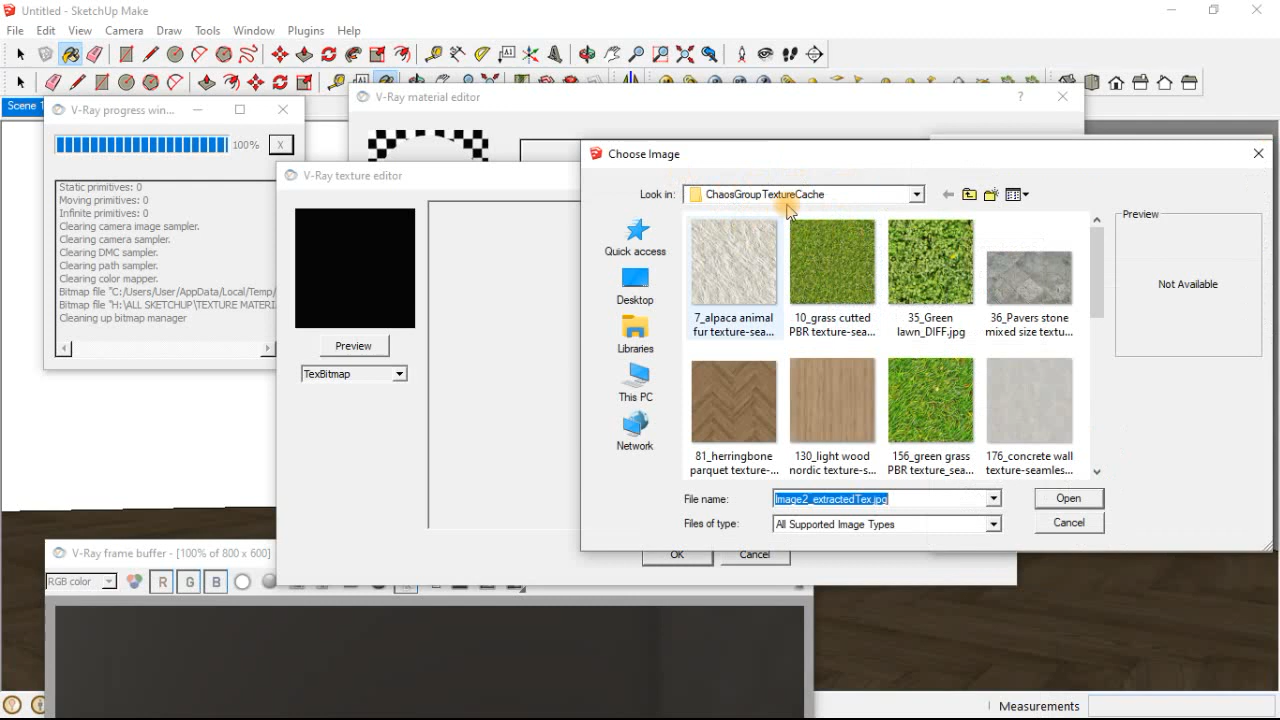 Untitled - SketchUp Make
File Edit View Camera Draw Tools Window Plugins Help
Scene 1
V-Ray progress win...
100%
X
Static primitives: 0
Moving primitives: 0
Infinite primitives: 0
Clearing camera image sampler.
Clearing camera sampler.
Clearing DMC sampler.
Clearing path sampler.
Clearing color mapper.
Bitmap file "C:/Users/User/AppData/Local/Temp/
Bitmap file "H:\ALL SKETCHUP\TEXTURE MATERI
Cleaning up bitmap manager
V-Ray material editor
?
V-Ray texture editor
Preview
TexBitmap
OK
Cancel
Choose Image
Look in:
ChaosGroupTextureCache
Quick access
Desktop
Libraries
This PC
Network
7_alpaca animal
fur texture-sea...
10_grass cutted
PBR texture-sea...
35_Green
lawn_DIFF.jpg
36_Pavers stone
mixed size textu...
81_herringbone
parquet texture-...
130_light wood
nordic texture-s...
156_green grass
PBR texture_sea...
176_concrete wall
texture-seamles...
Preview
Not Available
File name:
Image2_extractedTex.jpg
Open
Files of type:
All Supported Image Types
Cancel
V-Ray frame buffer - [100% of 800 x 600]
RGB color
R G B
Measurements